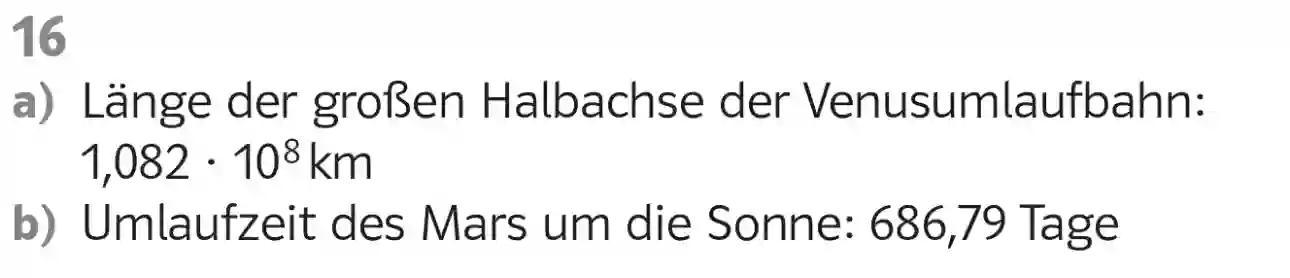 16
a) Länge der großen Halbachse der Venusumlaufbahn:
1,082 · 10⁸ km
b) Umlaufzeit des Mars um die Sonne: 686,79 Tage